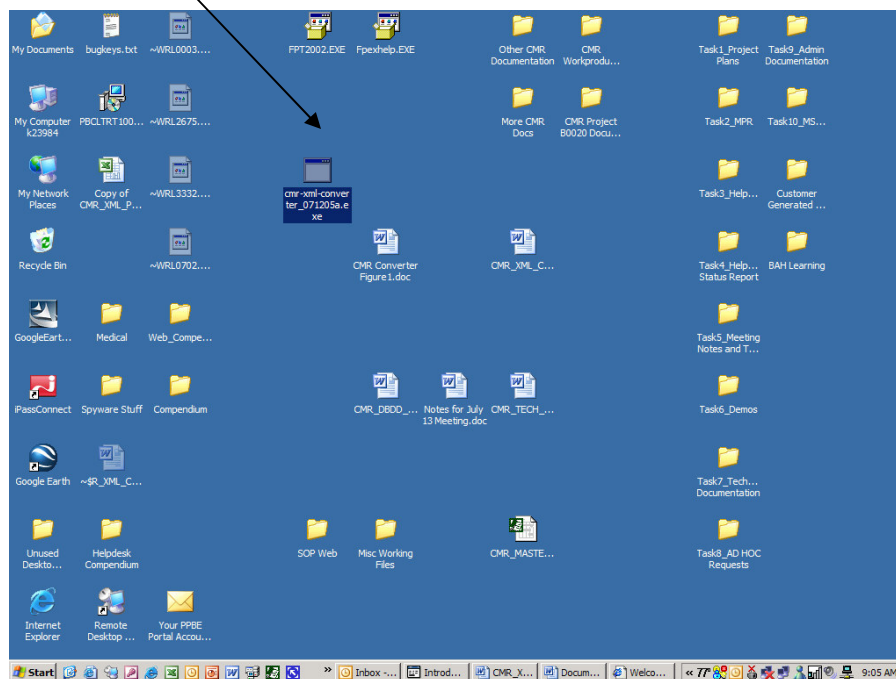 My Documents
bugkeys.txt
~WRL0003....
FPT2002.EXE
Fpexhelp.EXE
Other CMR
Documentation
CMR
Workprodu...
Task1_Project
Plans
Task9_Admin
Documentation
My Computer
k23984
PBCLTRT100...
~WRL2675....
More CMR
Docs
CMR Project
B0020 Docu...
Task2_MPR
Task10_MS...
My Network
Places
Copy of
CMR_XML_P...
~WRL3332....
cmr-xml-conver
ter_071205a.e
xe
Task3_Help...
Customer
Generated ...
Recycle Bin
~WRL0702....
CMR Converter
Figure1.doc
CMR_XML_C...
Task4_Help...
Status Report
BAH Learning
GoogleEart...
Medical
Web_Compe...
Task5_Meeting
Notes and T...
iPassConnect
Spyware Stuff
Compendium
CMR_DBDD_...
Notes for July
13 Meeting.doc
CMR_TECH_...
Task6_Demos
Google Earth
~$R_XML_C...
Task7_Tech...
Documentation
Unused
Deskto...
Helpdesk
Compendium
SOP Web
Misc Working
Files
CMR_MASTE...
Task8_AD HOC
Requests
Internet
Explorer
Remote
Desktop ...
Your PPBE
Portal Accou...
Start
Inbox -...
Introd...
CMR_X...
Docum...
Welco...
77°
9:05 AM